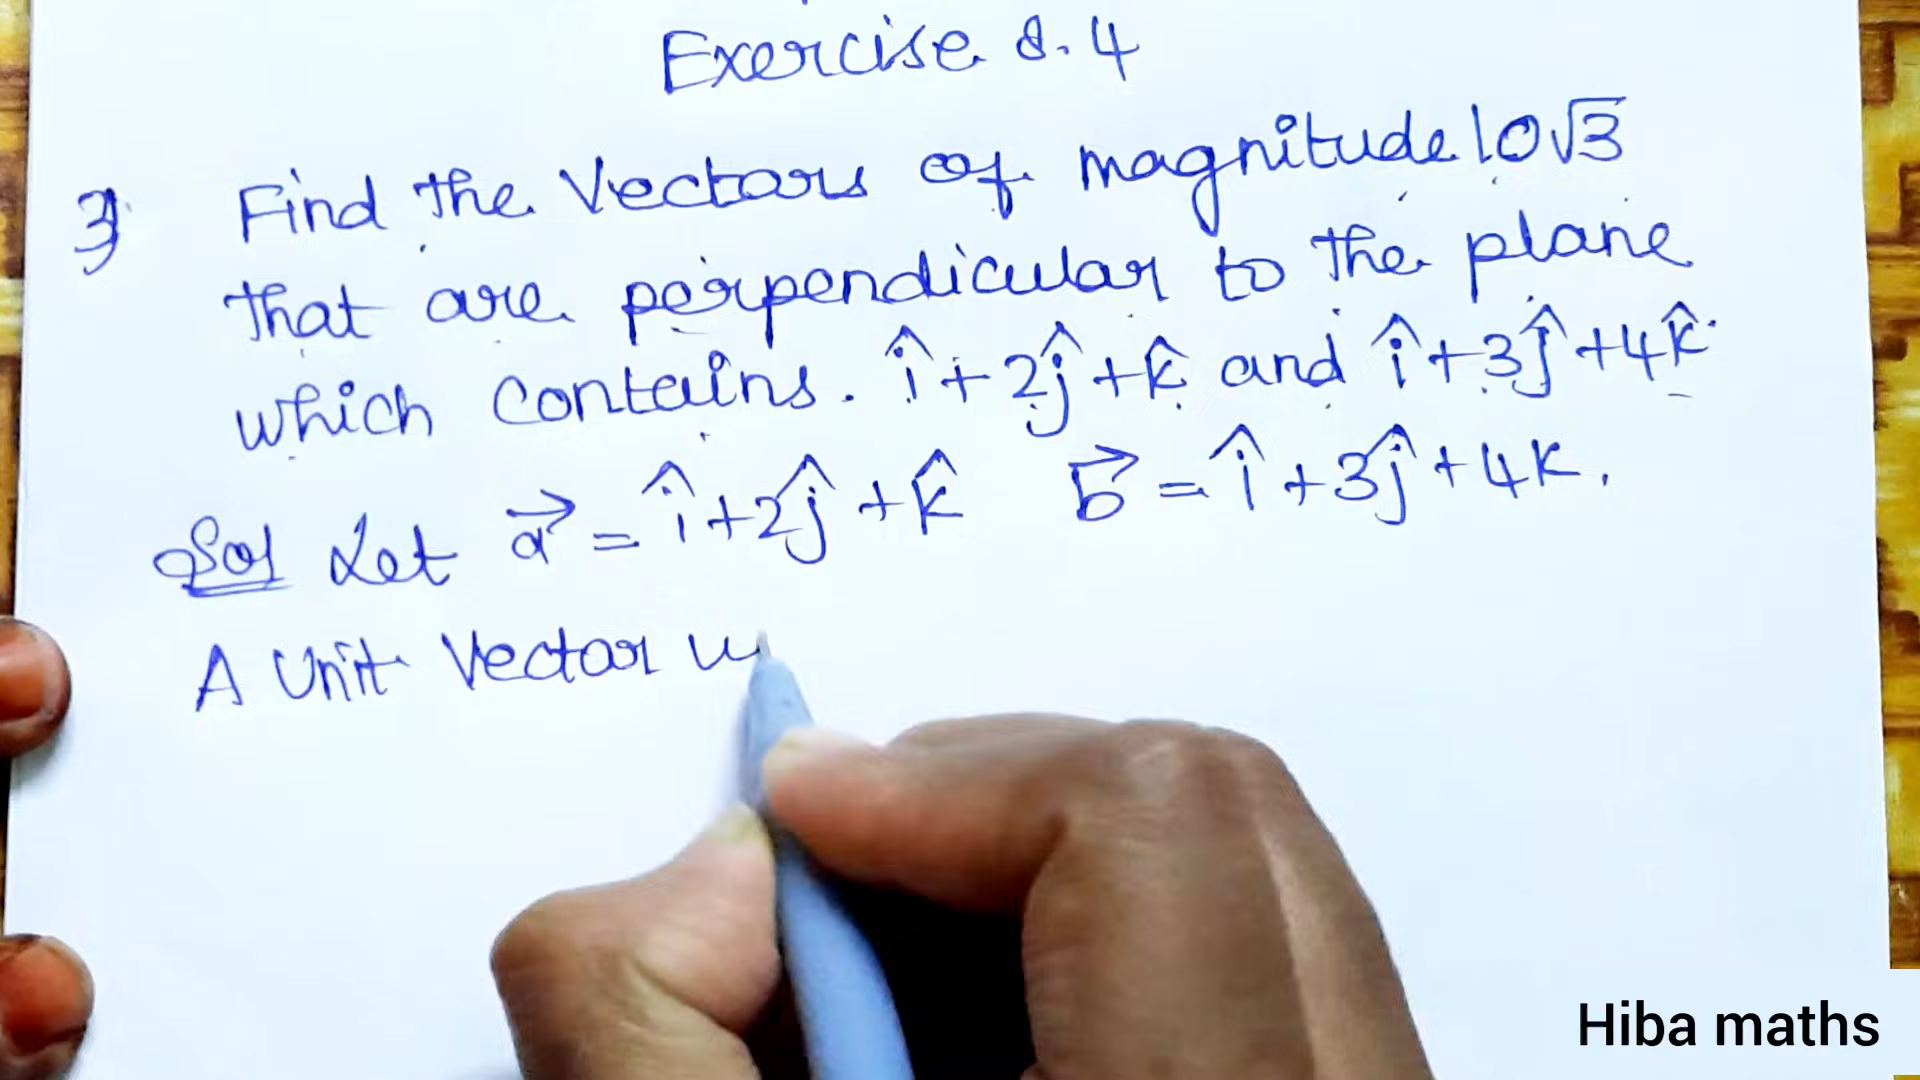 Exercise 8.4
3) Find the Vectors of magnitude 10√3
that are perpendicular to the plane
which contains. î+2ĵ+k̂ and î+3ĵ+4k̂.
Sol Let a⃗ = î+2ĵ+k̂ b⃗ = î+3ĵ+4k.
A Unit Vector
Hiba maths